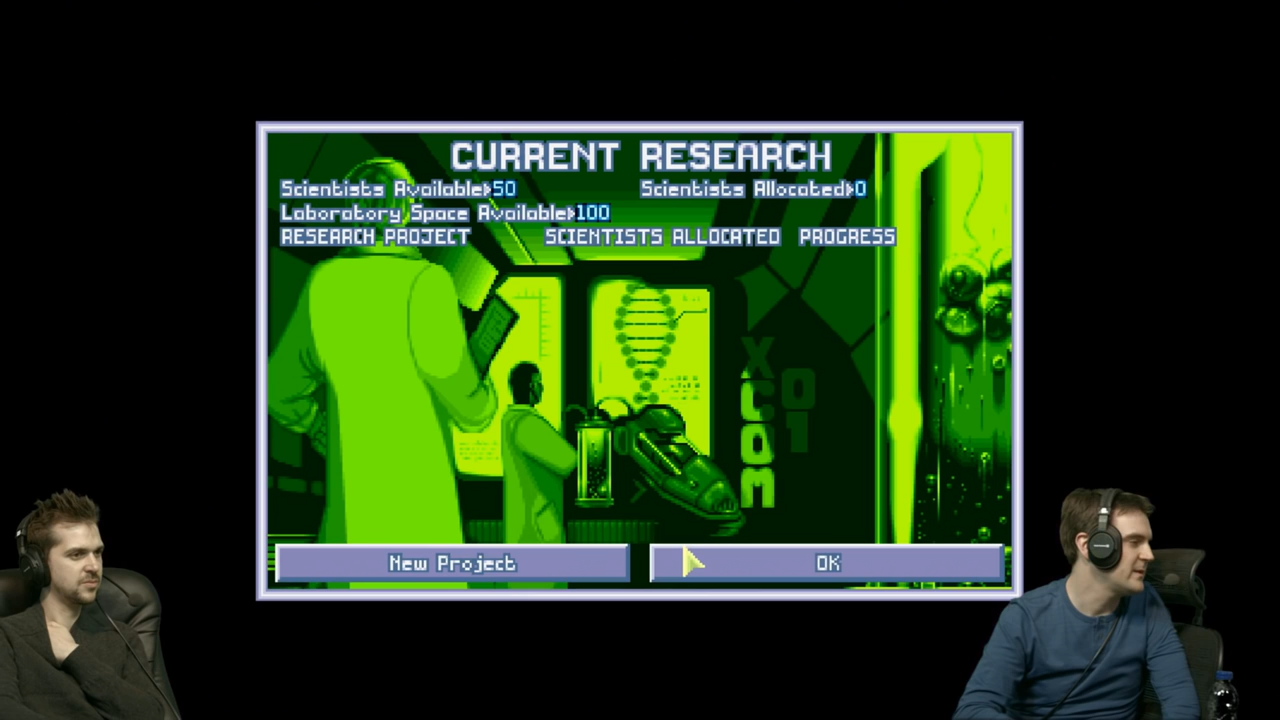 CURRENT RESEARCH
Scientists Available▸50 Scientists Allocated▸0
Laboratory Space Available▸100
RESEARCH PROJECT SCIENTISTS ALLOCATED PROGRESS
XCOM
01
New Project OK